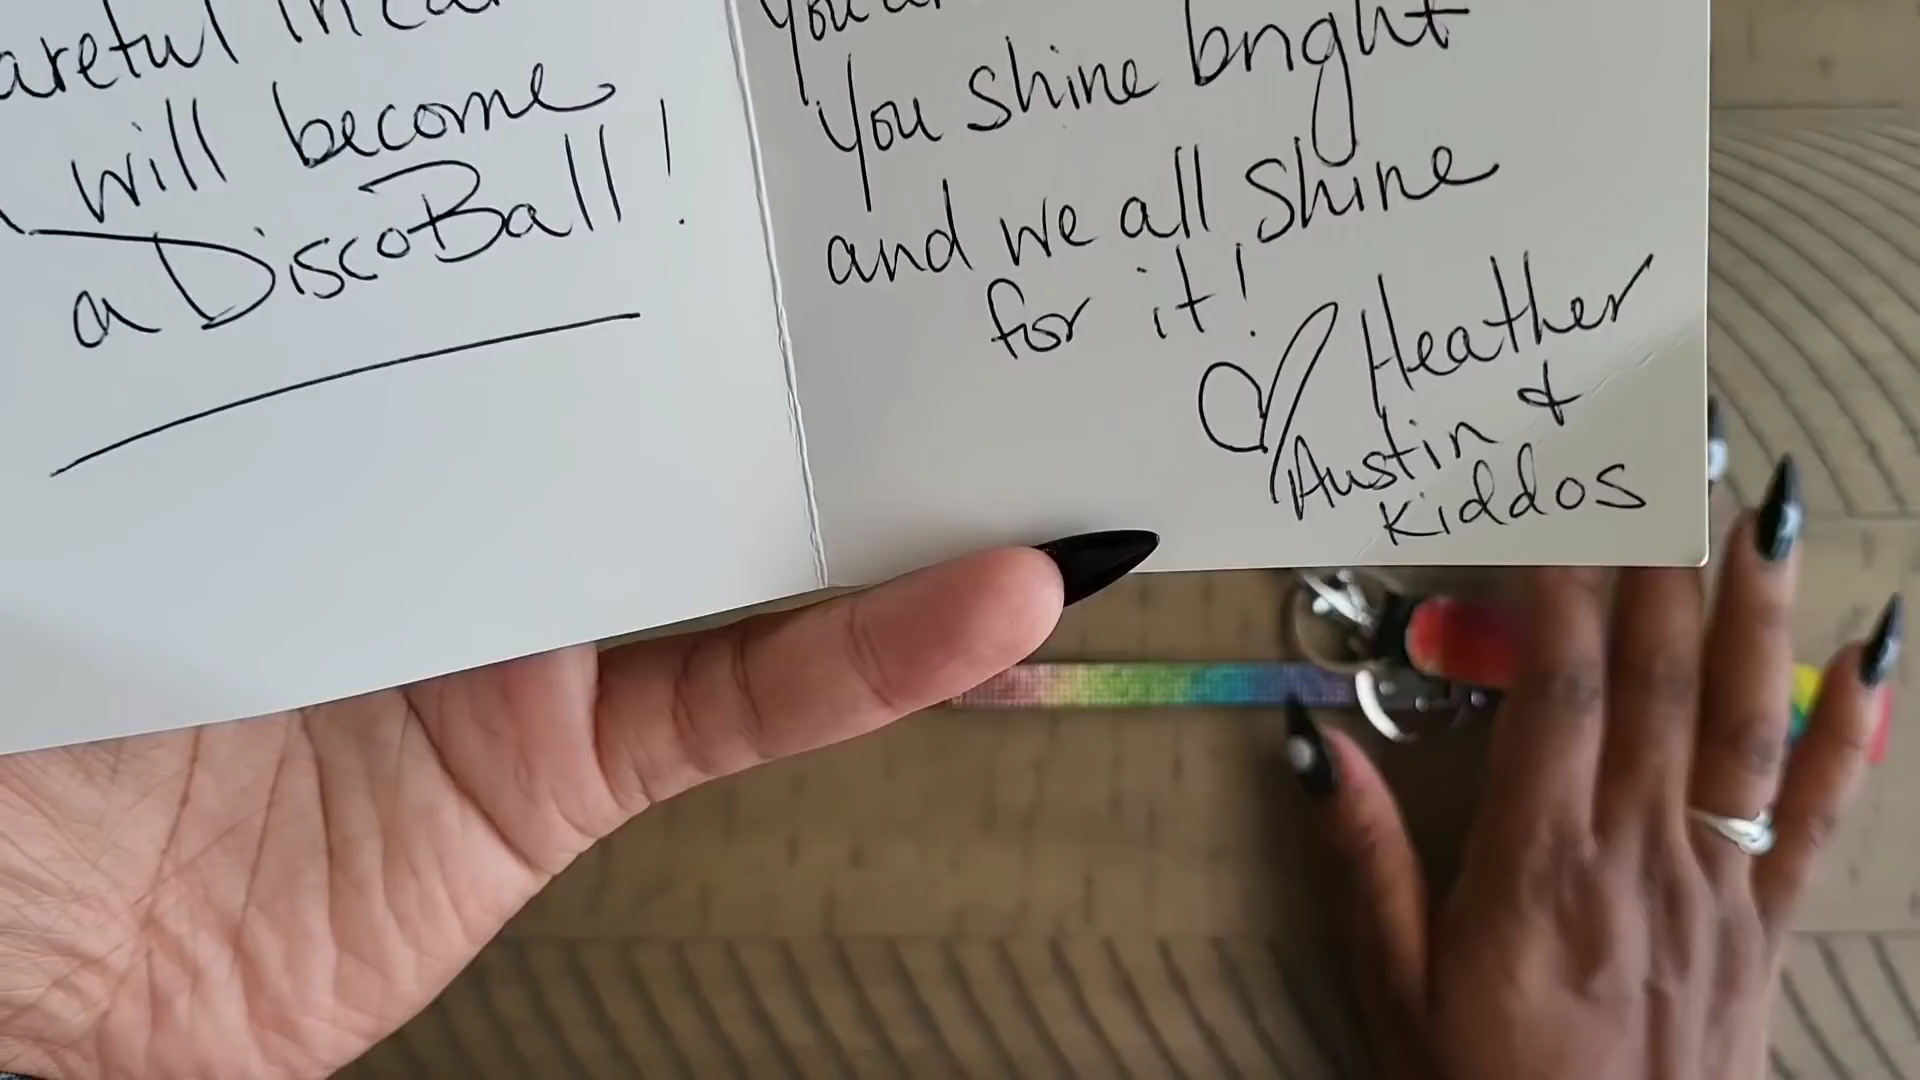 will become
a DiscoBall!
You shine bright
and we all shine
for it!
♡ Heather
&
Austin
Kiddos